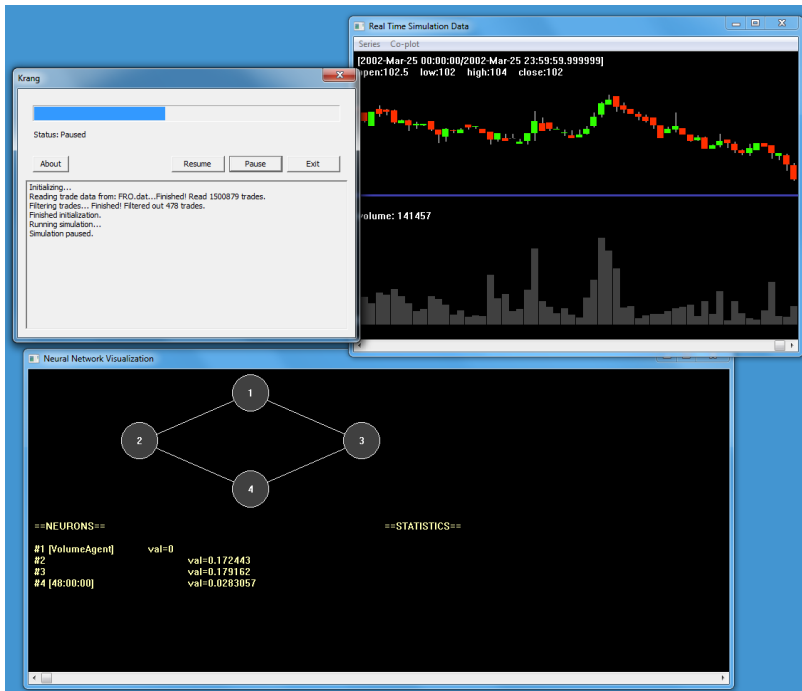 Real Time Simulation Data
Series Co-plot
[2002-Mar-25 00:00:00/2002-Mar-25 23:59:59.999999]
open:102.5 low:102 high:104 close:102
volume: 141457
Krang
Status: Paused
About Resume Pause Exit
Initializing...
Reading trade data from: FRO.dat...Finished! Read 1500879 trades.
Filtering trades... Finished! Filtered out 478 trades.
Finished initialization.
Running simulation...
Simulation paused.
Neural Network Visualization
1
2 3
4
==NEURONS== ==STATISTICS==
#1 [VolumeAgent] val=0
#2 val=0.172443
#3 val=0.179162
#4 [48:00:00] val=0.0283057